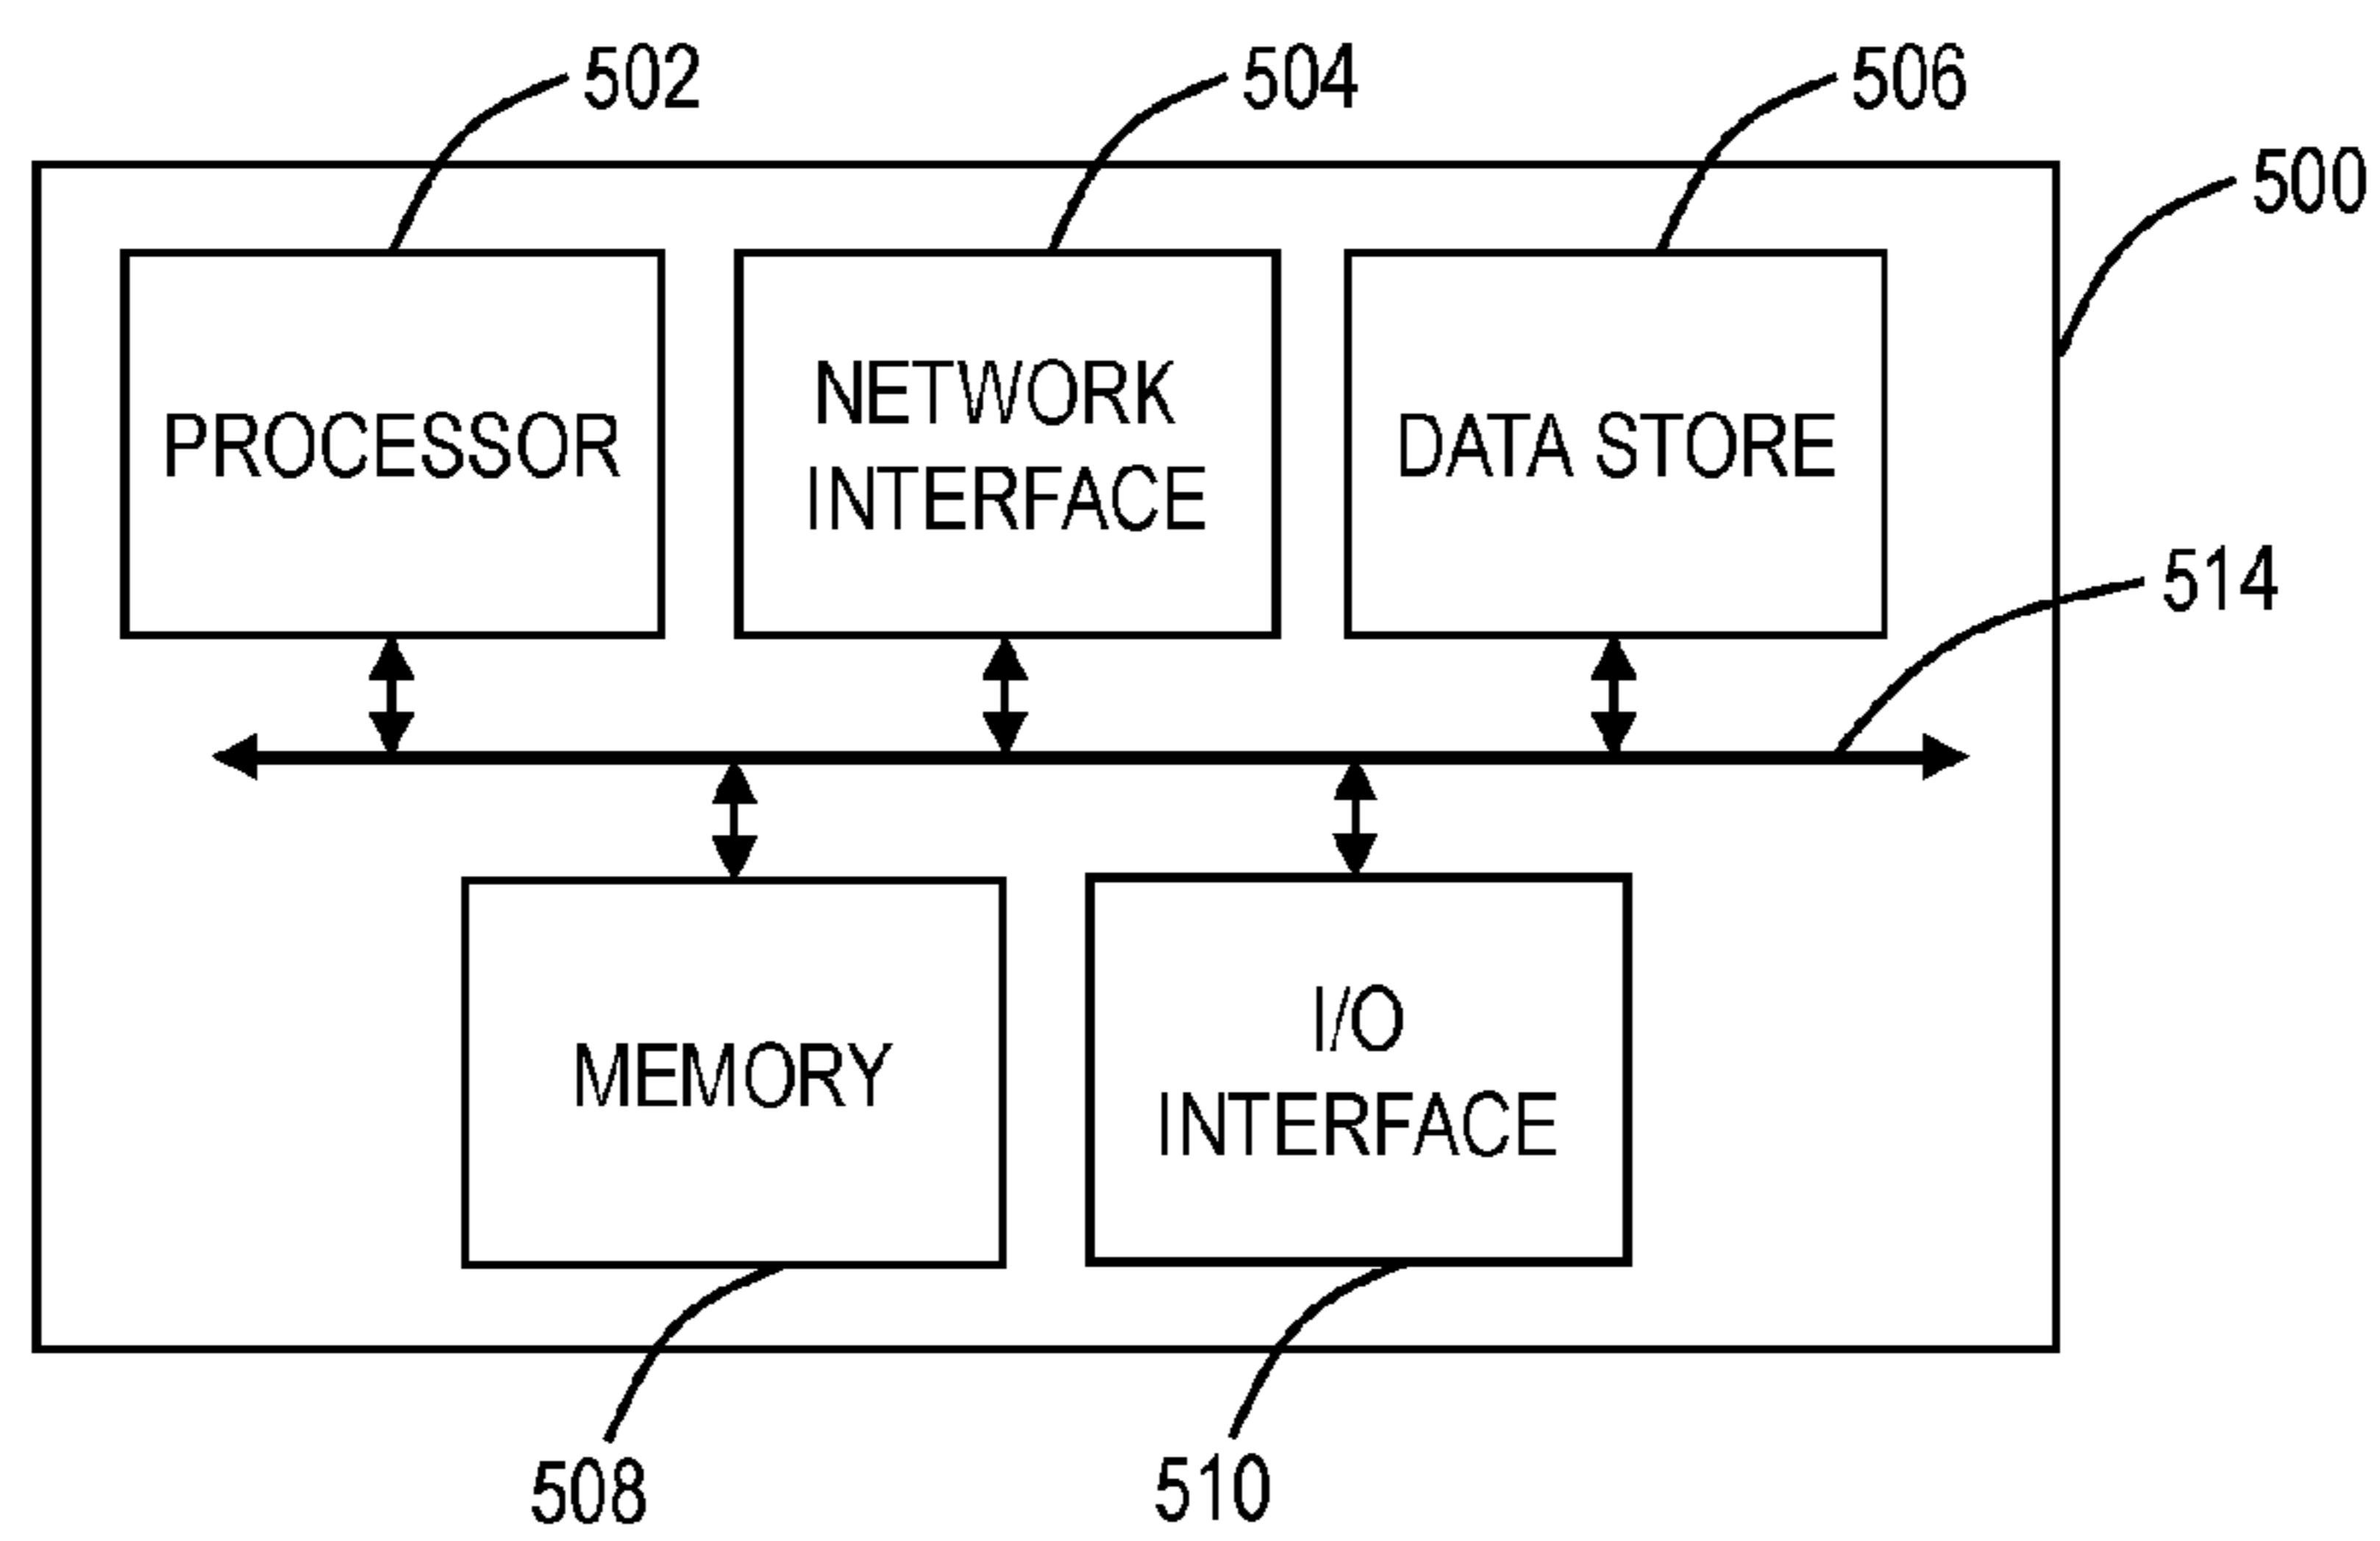 502
504
506
500
PROCESSOR
NETWORK
INTERFACE
DATA STORE
514
MEMORY
I/O
INTERFACE
508
510